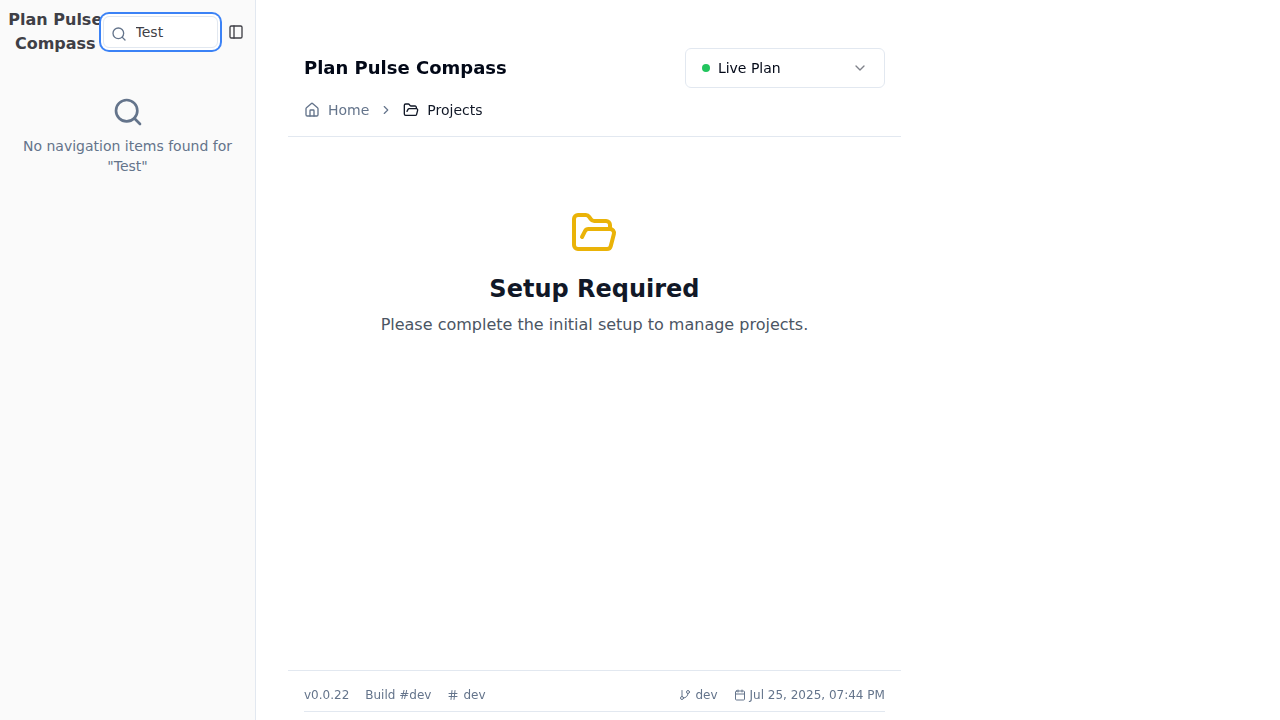 Plan Pulse
Compass
Test
No navigation items found for
"Test"
Plan Pulse Compass
Live Plan
Home
Projects
Setup Required
Please complete the initial setup to manage projects.
v0.0.22 Build #dev # dev
dev Jul 25, 2025, 07:44 PM